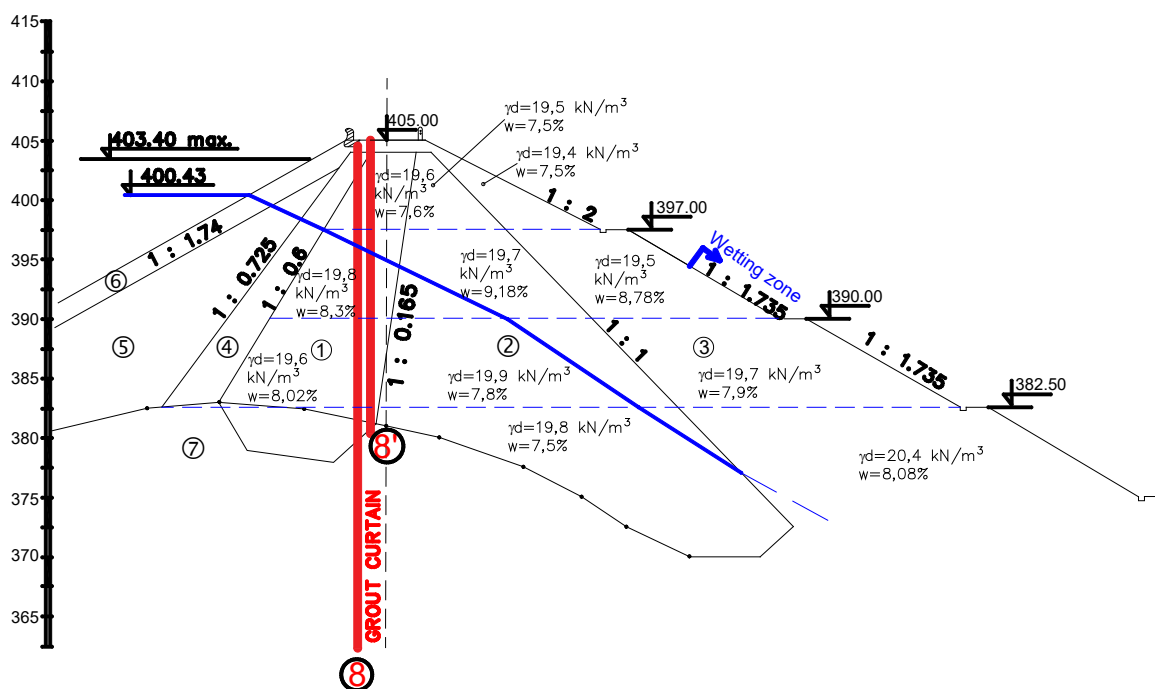 415
410
405
400
395
390
385
380
375
370
365
403.40 max.
400.43
405.00
γd=19,5 kN/m³
w=7,5%
γd=19,4 kN/m³
w=7,5%
γd=19,6
kN/m³
w=7,6%
1 : 2
397.00
Wetting zone
1 : 1.74
1 : 0.725
1 : 0.6
γd=19,8
kN/m³
w=8,3%
γd=19,7
kN/m³
w=9,18%
γd=19,5
kN/m³
w=8,78%
1 : 1.735
390.00
⑥
⑤
④
①
1 : 0.165
②
1 : 1
③
1 : 1.735
γd=19,6
kN/m³
w=8,02%
γd=19,9
kN/m³
w=7,8%
γd=19,7 kN/m³
w=7,9%
382.50
⑦
8'
γd=19,8 kN/m³
w=7,5%
γd=20,4 kN/m³
w=8,08%
GROUT CURTAIN
8